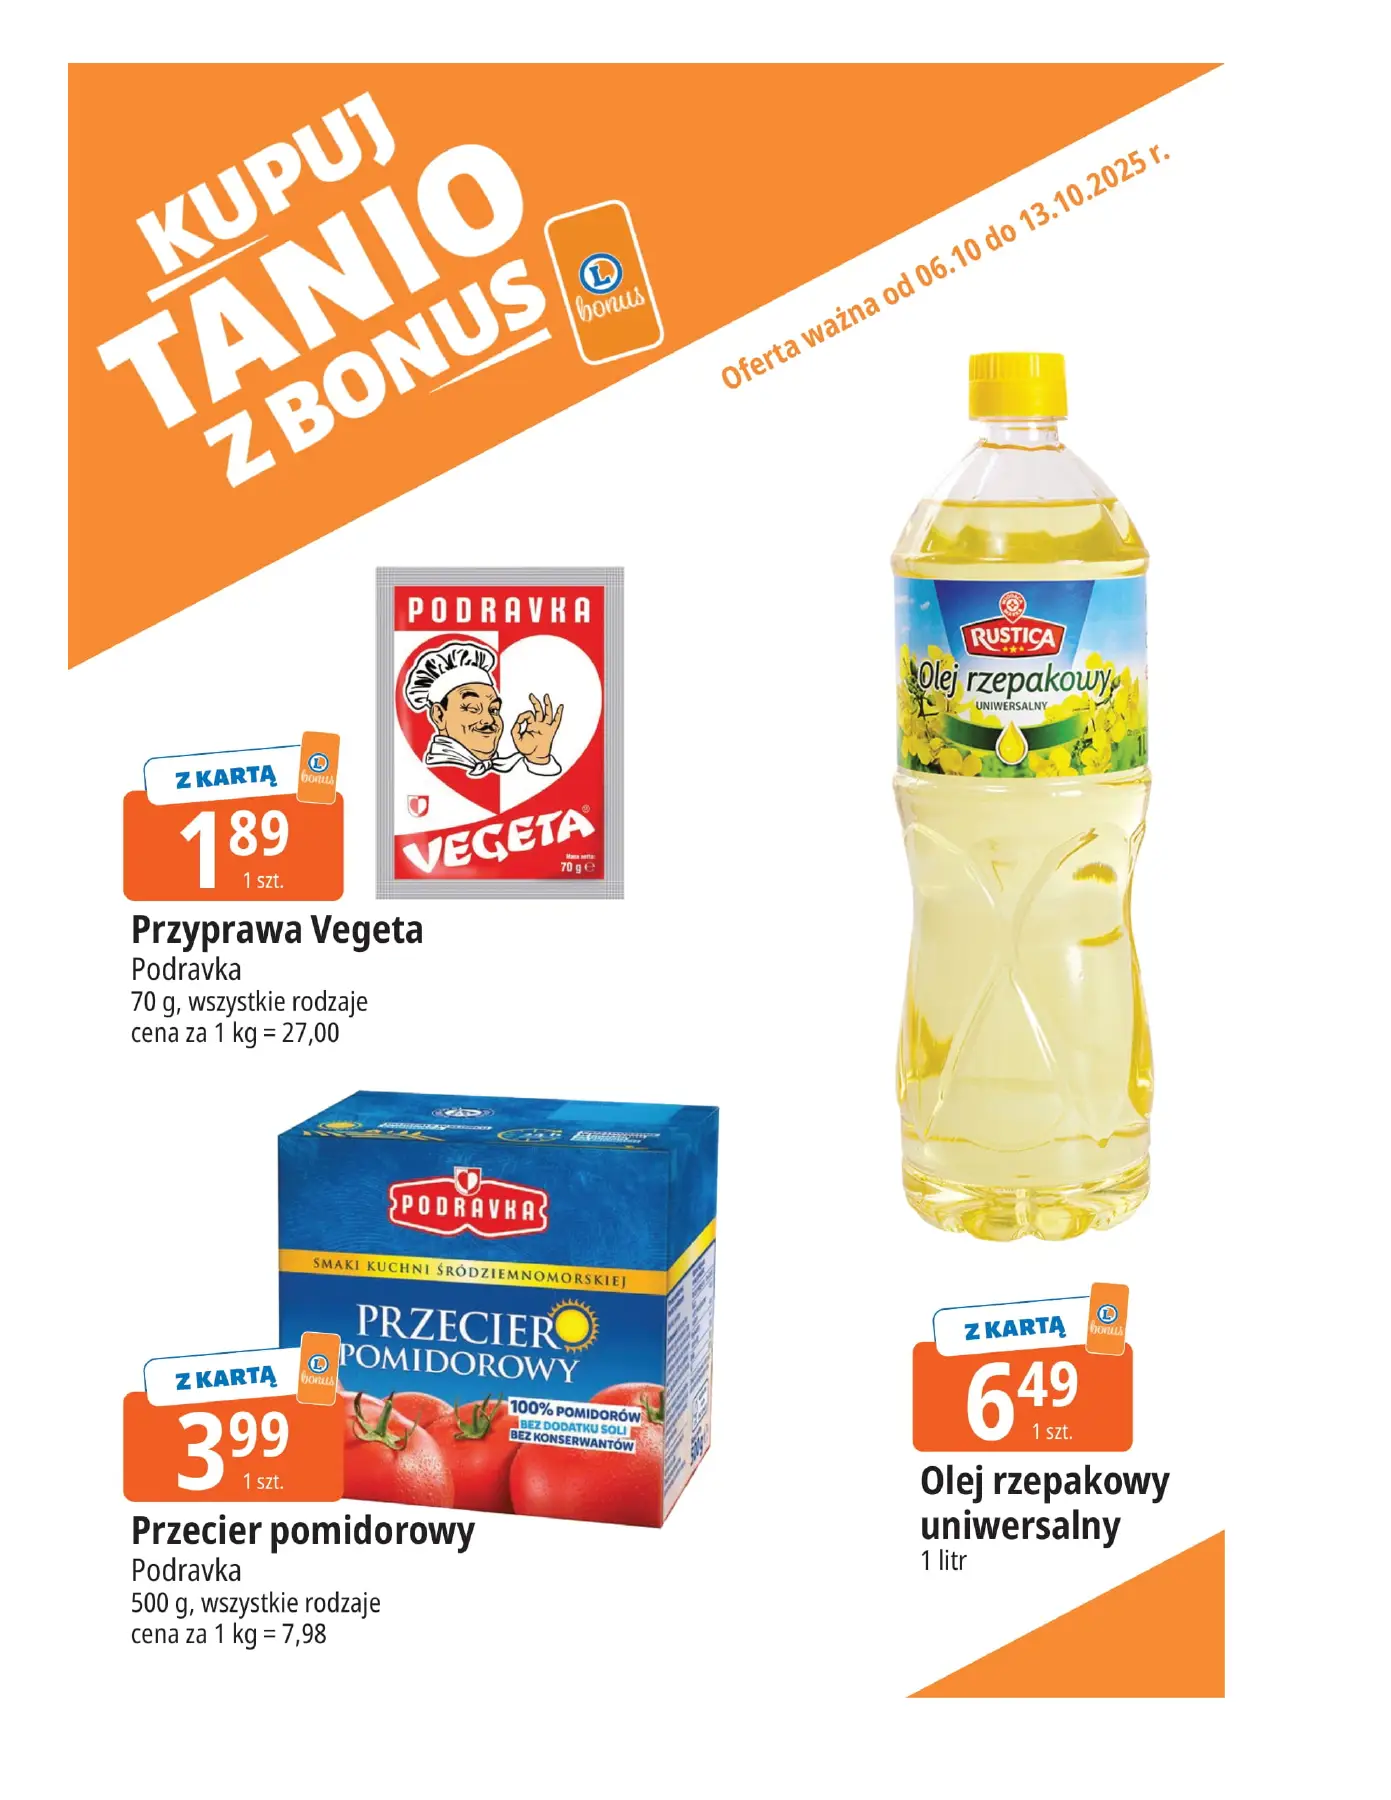 KUPUJ
TANIO
Z BONUS
L
bonus
Oferta ważna od 06.10 do 13.10.2025 r.
PODRAVKA
VEGETA®
Masa netto:
70 g e
Z KARTĄ
L
bonus
1 89
1 szt.
Przyprawa Vegeta
Podravka
70 g, wszystkie rodzaje
cena za 1 kg = 27,00
RUSTICA
Olej rzepakowy
UNIWERSALNY
PODRAVKA
SMAKI KUCHNI ŚRÓDZIEMNOMORSKIEJ
PRZECIER
POMIDOROWY
100% POMIDORÓW
BEZ DODATKU SOLI
BEZ KONSERWANTÓW
500g
Z KARTĄ
L
bonus
3 99
1 szt.
Przecier pomidorowy
Podravka
500 g, wszystkie rodzaje
cena za 1 kg = 7,98
Z KARTĄ
L
bonus
6 49
1 szt.
Olej rzepakowy
uniwersalny
1 litr